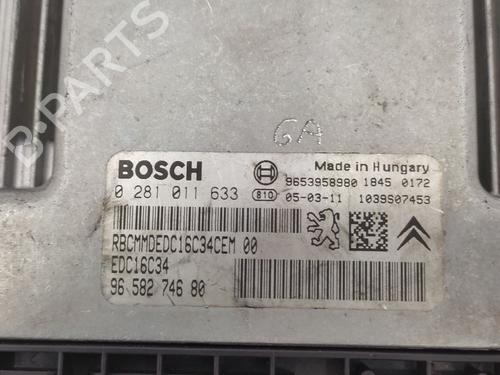 B-PARTS
GA
BOSCH
Made in Hungary
9653958980 1845 0172
0 281 011 633
810 05-03-11 1039S07453
RBCMMDEDC16C34CEM 00
EDC16C34
96 582 746 80